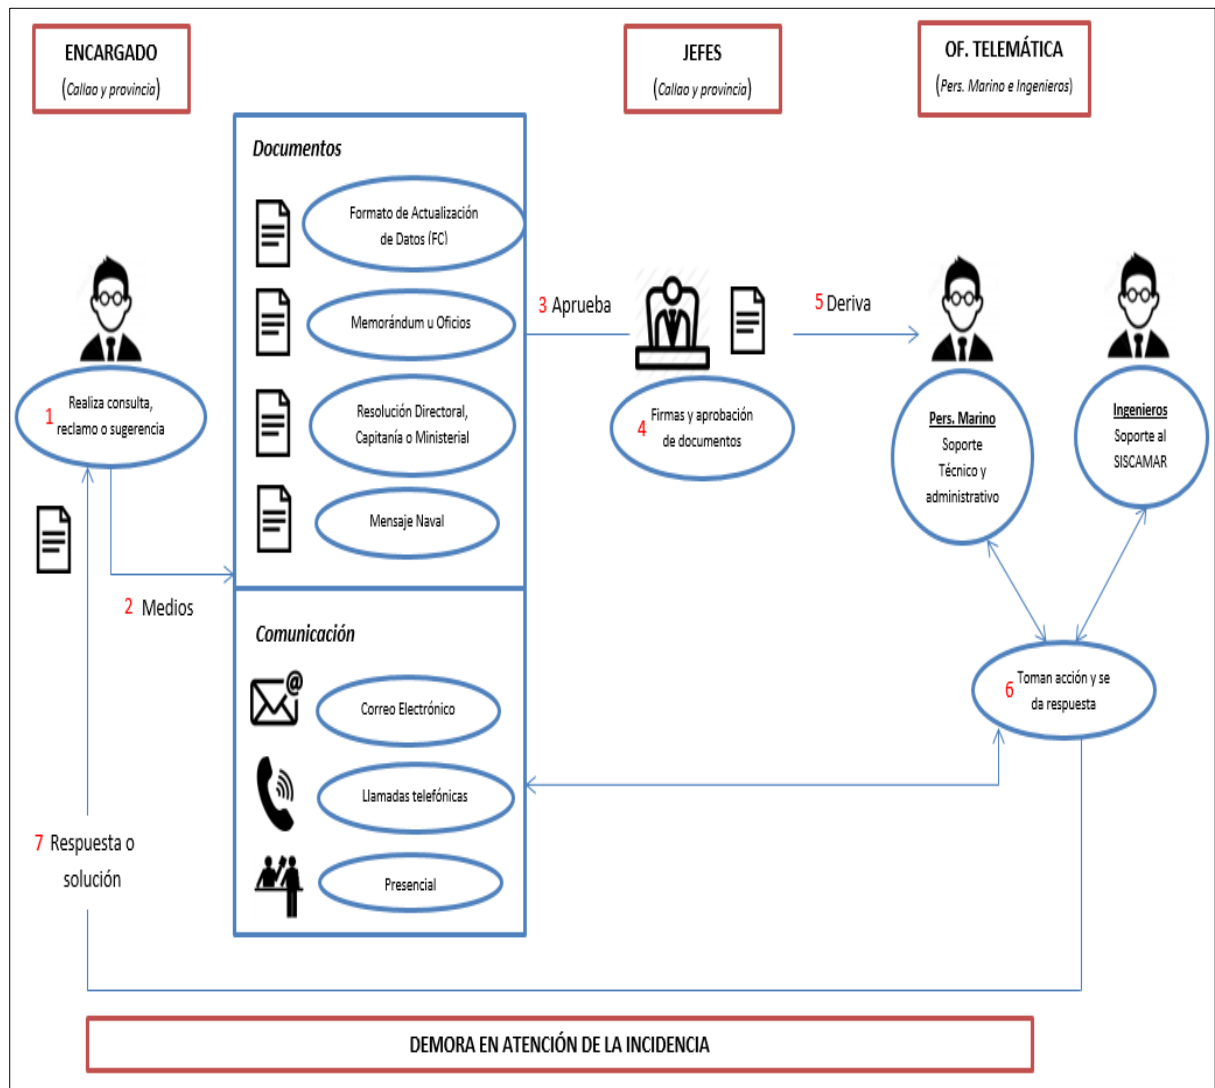 ENCARGADO
(Callao y provincia)
JEFES
(Callao y provincia)
OF. TELEMÁTICA
(Pers. Marino e Ingenieros)
Documentos
Formato de Actualización
de Datos (FC)
Memorándum u Oficios
Resolución Directoral,
Capitanía o Ministerial
Mensaje Naval
1 Realiza consulta,
reclamo o sugerencia
2 Medios
3 Aprueba
4 Firmas y aprobación
de documentos
5 Deriva
Pers. Marino
Soporte
Técnico y
administrativo
Ingenieros
Soporte al
SISCAMAR
Comunicación
@
Correo Electrónico
Llamadas telefónicas
Presencial
6 Toman acción y se
da respuesta
7 Respuesta o
solución
DEMORA EN ATENCIÓN DE LA INCIDENCIA